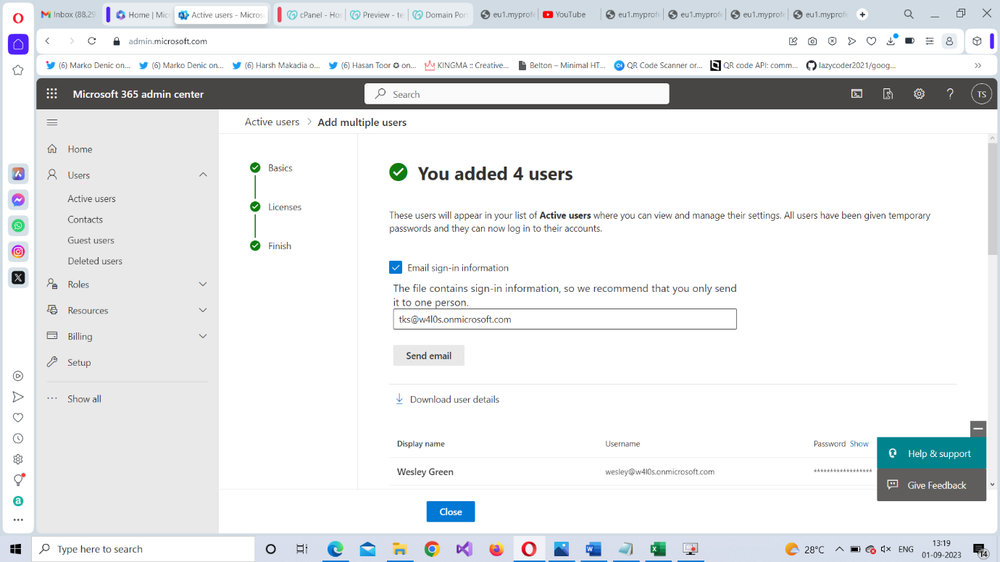 Inbox (88,29
Home | Micr
Active users - Micros
cPanel - Hos
Preview - te
Domain Por
eu1.myprofe
YouTube
eu1.myprofe
eu1.myprofe
eu1.myprofe
eu1.myprofe
admin.microsoft.com
(6) Marko Denic on...
(6) Marko Denic on...
(6) Harsh Makadia o...
(6) Hasan Toor ✪ on...
KINGMA :: Creative...
Belton – Minimal HT...
QR Code Scanner or...
QR code API: comm...
lazycoder2021/goog...
Microsoft 365 admin center
Search
TS
Home
Users
Active users
Contacts
Guest users
Deleted users
Roles
Resources
Billing
Setup
Show all
Active users > Add multiple users
Basics
Licenses
Finish
You added 4 users
These users will appear in your list of Active users where you can view and manage their settings. All users have been given temporary
passwords and they can now log in to their accounts.
Email sign-in information
The file contains sign-in information, so we recommend that you only send
it to one person.
tks@w4l0s.onmicrosoft.com
Send email
Download user details
Display name Username Password Show
Wesley Green wesley@w4l0s.onmicrosoft.com ******************
Help & support
Give Feedback
Close
Type here to search
28°C
ENG
13:19
01-09-2023
14